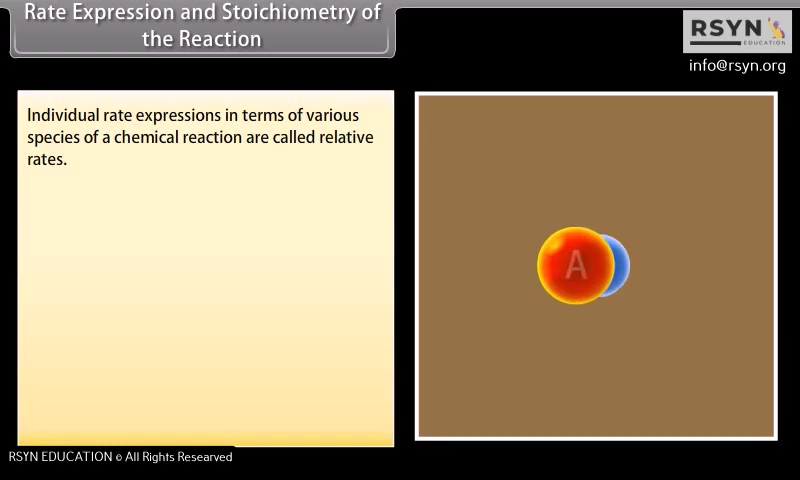 Rate Expression and Stoichiometry of
the Reaction
RSYN
EDUCATION
info@rsyn.org
Individual rate expressions in terms of various
species of a chemical reaction are called relative
rates.
A
RSYN EDUCATION © All Rights Researved